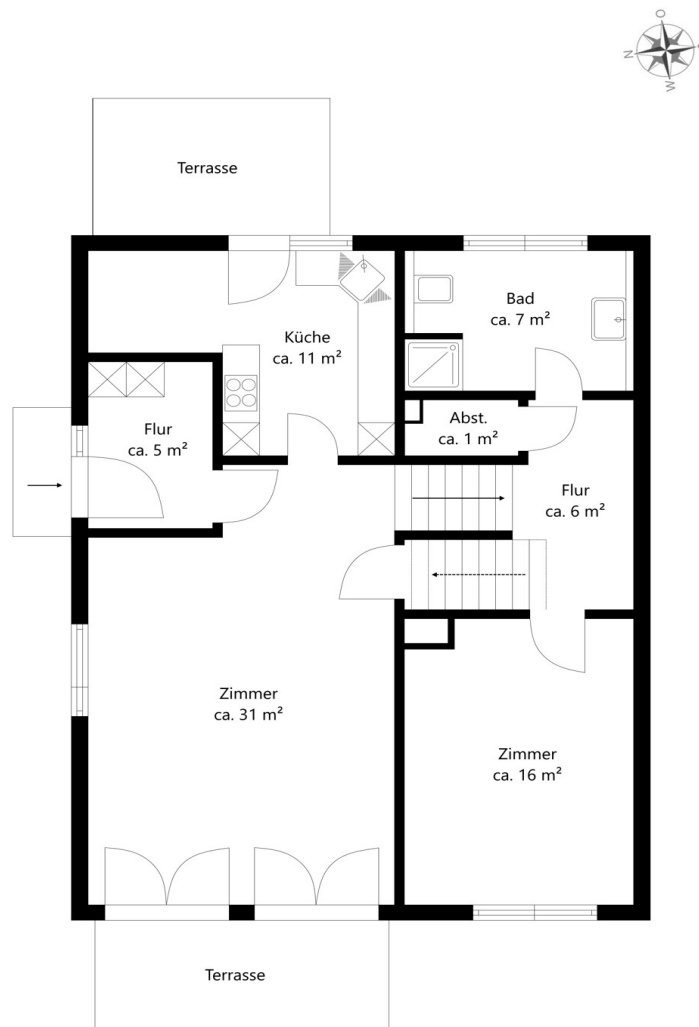 O
N
W
Terrasse
Küche
ca. 11 m²
Bad
ca. 7 m²
Flur
ca. 5 m²
Abst.
ca. 1 m²
Flur
ca. 6 m²
Zimmer
ca. 31 m²
Zimmer
ca. 16 m²
Terrasse